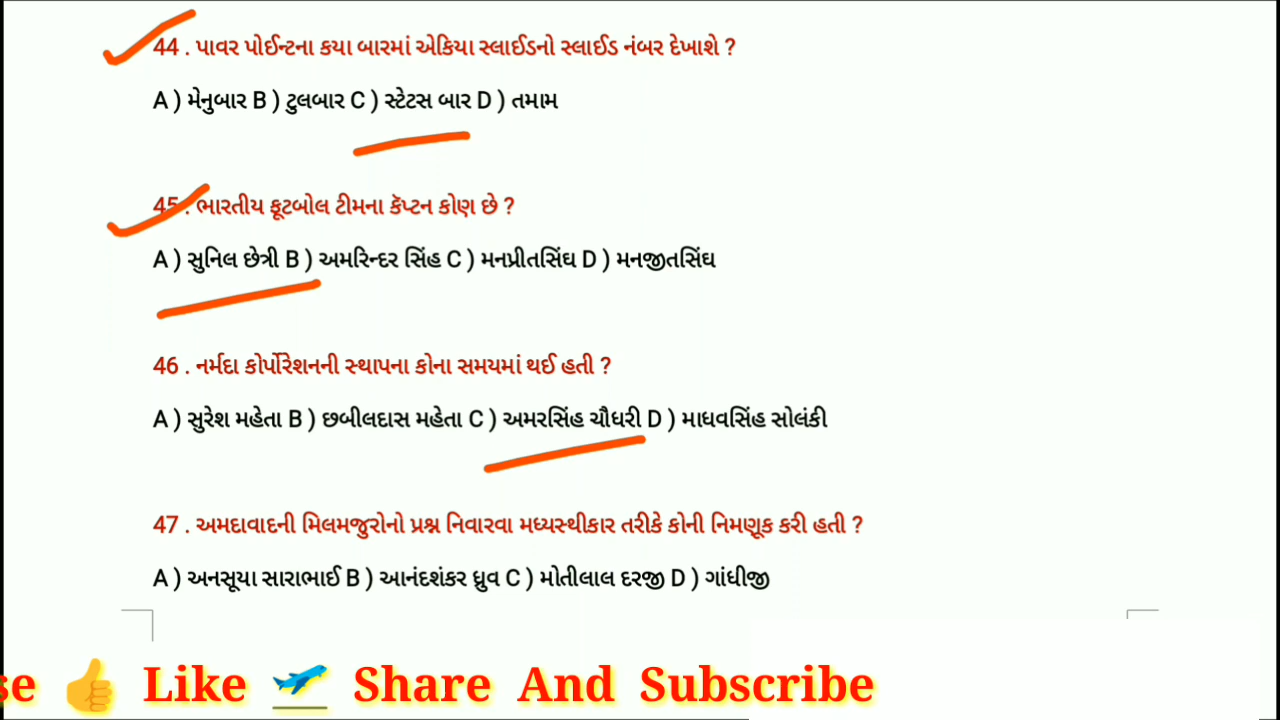 44 . પાવર પોઈન્ટના કયા બારમાં એકિયા સ્લાઈડનો સ્લાઈડ નંબર દેખાશે ?
A ) મેનુબાર B ) ટુલબાર C ) સ્ટેટસ બાર D ) તમામ
45 . ભારતીય ફૂટબોલ ટીમના કૅપ્ટન કોણ છે ?
A ) સુનિલ છેત્રી B ) અમરિન્દર સિંહ C ) મનપ્રીતસિંઘ D ) મનજીતસિંઘ
46 . નર્મદા કોર્પોરેશનની સ્થાપના કોના સમયમાં થઈ હતી ?
A ) સુરેશ મહેતા B ) છબીલદાસ મહેતા C ) અમરસિંહ ચૌધરી D ) માધવસિંહ સોલંકી
47 . અમદાવાદની મિલમજુરોનો પ્રશ્ન નિવારવા મધ્યસ્થીકાર તરીકે કોની નિમણૂક કરી હતી ?
A ) અનસૂયા સારાભાઈ B ) આનંદશંકર ધ્રુવ C ) મોતીલાલ દરજી D ) ગાંધીજી
se 👍 Like 🛫 Share And Subscribe